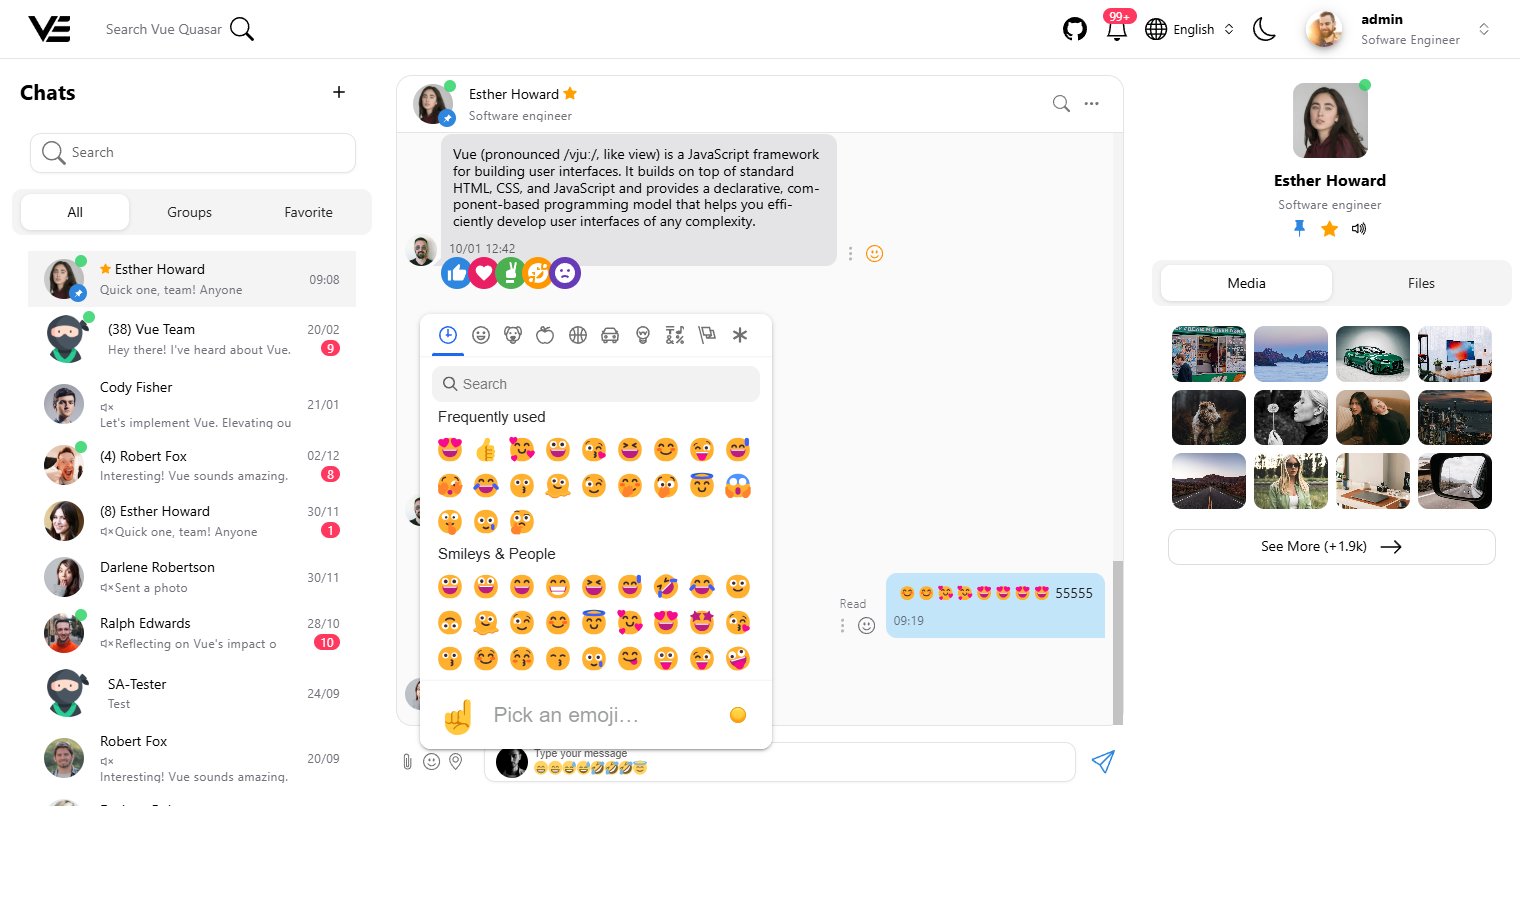 VE
Search Vue Quasar
99+
English
admin
Sofware Engineer
Chats
+
Search
All
Groups
Favorite
Esther Howard
Quick one, team! Anyone
09:08
(38) Vue Team
Hey there! I've heard about Vue.
20/02
9
Cody Fisher
Let's implement Vue. Elevating ou
21/01
(4) Robert Fox
Interesting! Vue sounds amazing.
02/12
8
(8) Esther Howard
Quick one, team! Anyone
30/11
1
Darlene Robertson
Sent a photo
30/11
Ralph Edwards
Reflecting on Vue's impact o
28/10
10
SA-Tester
Test
24/09
Robert Fox
Interesting! Vue sounds amazing.
20/09
Esther Howard
Software engineer
Vue (pronounced /vjuː/, like view) is a JavaScript framework
for building user interfaces. It builds on top of standard
HTML, CSS, and JavaScript and provides a declarative, com-
ponent-based programming model that helps you effi-
ciently develop user interfaces of any complexity.
10/01 12:42
Search
Frequently used
Smileys & People
Pick an emoji…
😊😊🥰🥰😍😍😍😍 55555
09:19
Read
Type your message
Esther Howard
Software engineer
Media
Files
See More (+1.9k)